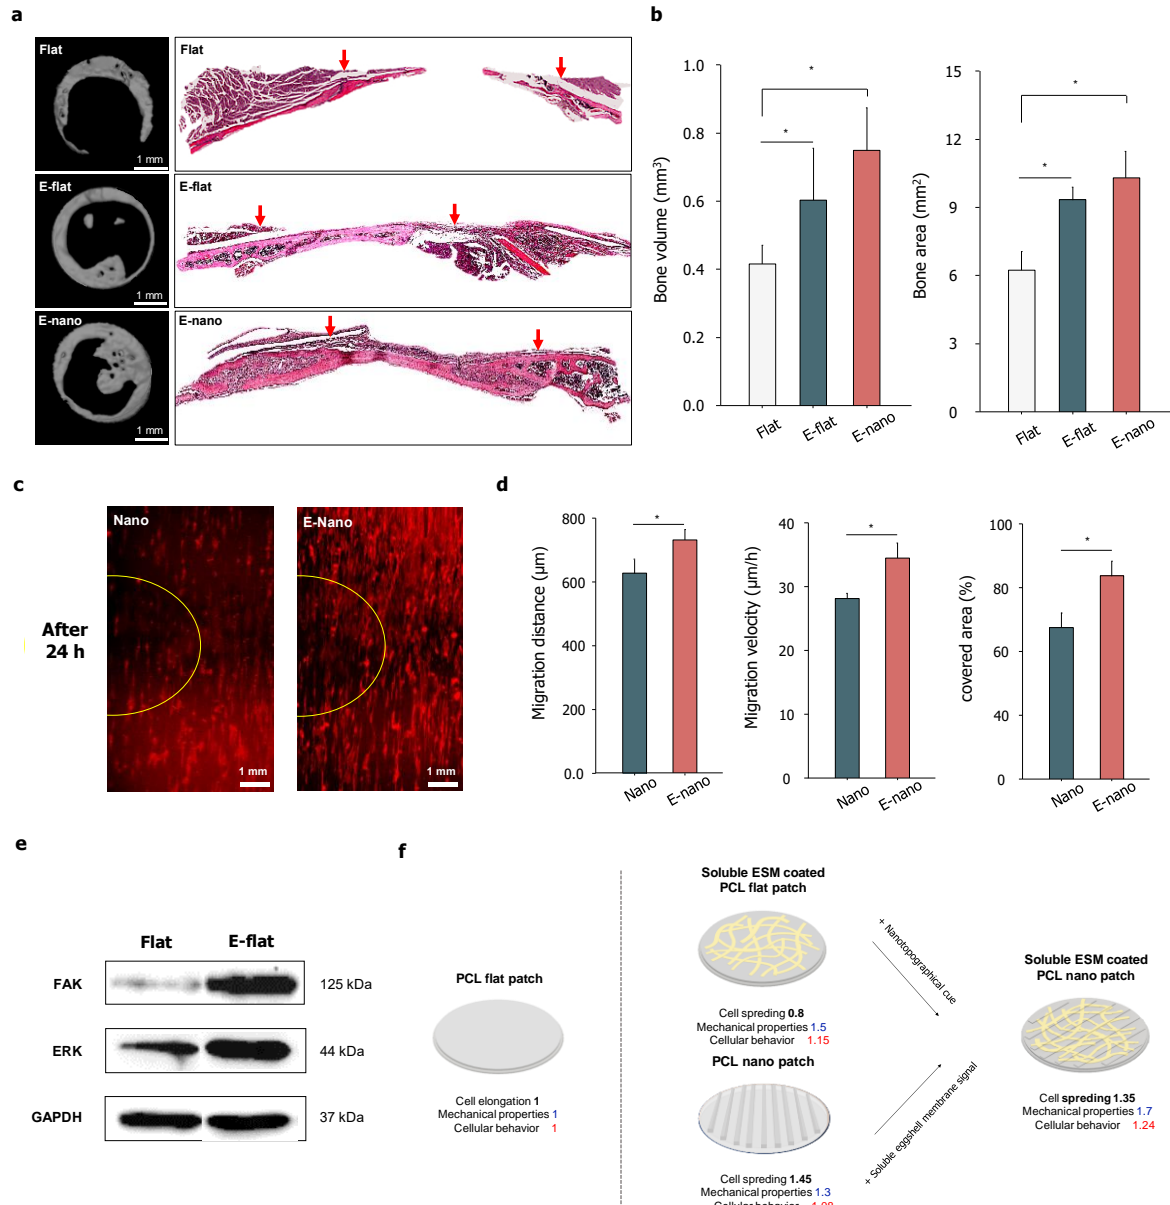 a
Flat
1 mm
Flat
E-flat
1 mm
E-flat
E-nano
1 mm
E-nano
b
Bone volume (mm3)
1.0
0.8
0.6
0.4
0.2
0.0
*
*
Flat
E-flat
E-nano
Bone area (mm2)
15
12
9
6
3
0
*
*
Flat
E-flat
E-nano
c
After
24 h
Nano
1 mm
E-Nano
1 mm
d
Migration distance (µm)
800
600
400
200
0.0
*
Nano
E-nano
Migration velocity (µm/h)
40
30
20
10
0
*
Nano
E-nano
covered area (%)
100
80
60
40
20
0
*
Nano
E-nano
e
Flat
E-flat
FAK
125 kDa
ERK
44 kDa
GAPDH
37 kDa
f
PCL flat patch
Cell elongation 1
Mechanical properties 1
Cellular behavior 1
Soluble ESM coated
PCL flat patch
Cell spreding 0.8
Mechanical properties 1.5
Cellular behavior 1.15
PCL nano patch
Cell spreding 1.45
Mechanical properties 1.3
Cellular behavior 1.08
+ Nanotopographical cue
+ Soluble eggshell membrane signal
Soluble ESM coated
PCL nano patch
Cell spreding 1.35
Mechanical properties 1.7
Cellular behavior 1.24